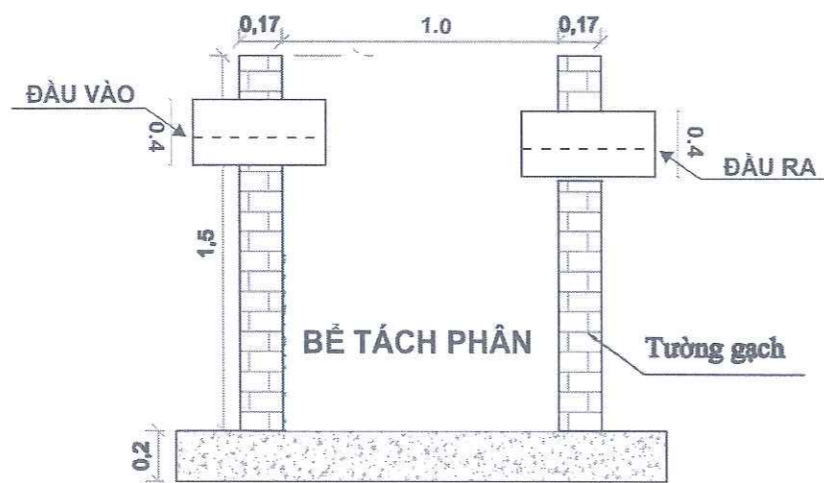 0,17
1.0
0,17
ĐẦU VÀO
0.4
0.4
ĐẦU RA
1,5
BỂ TÁCH PHÂN
Tường gạch
0,2